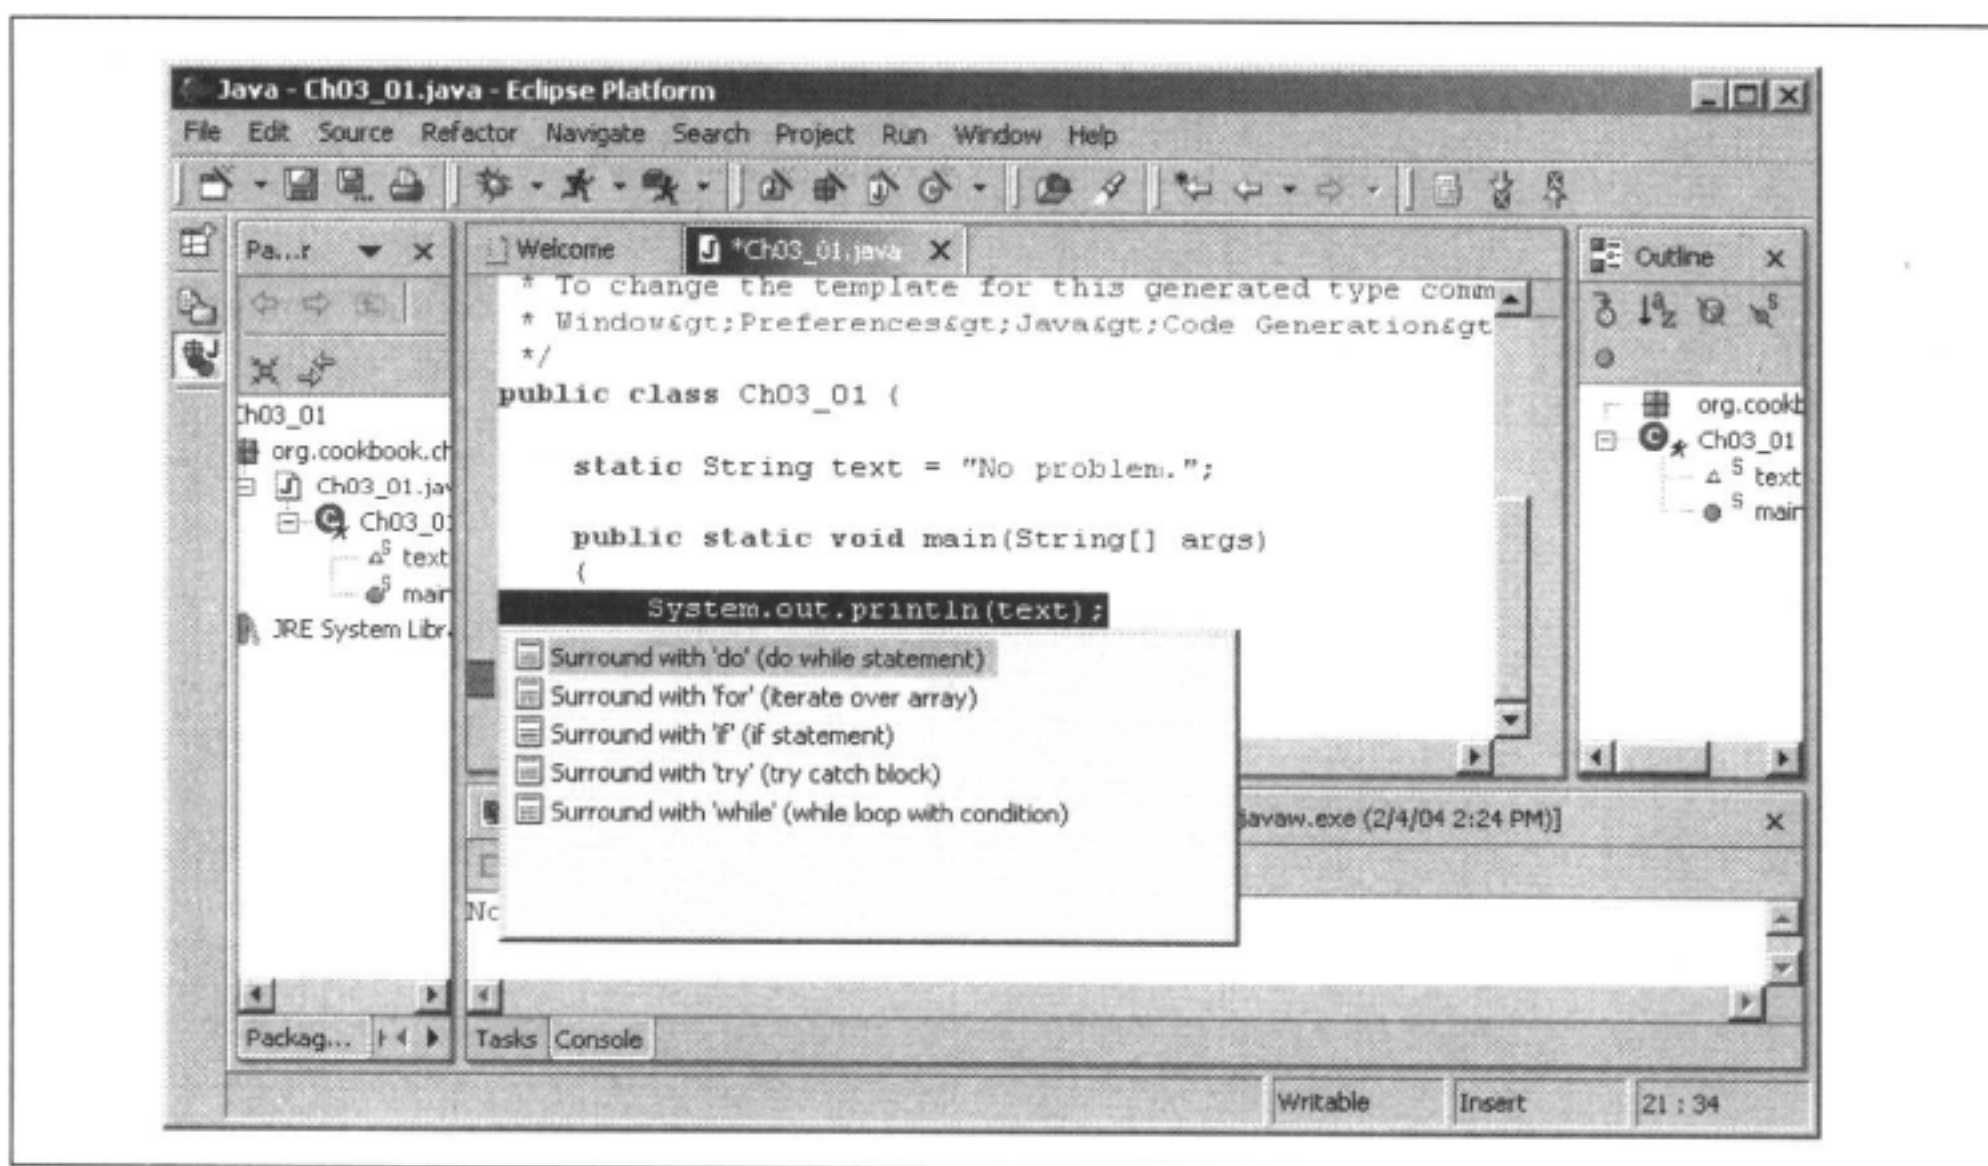 Java - Ch03_01.java - Eclipse Platform
File Edit Source Refactor Navigate Search Project Run Window Help
Pa...r
Welcome
*Ch03_01.java
Outline
* To change the template for this generated type comm
* Window&gt;Preferences&gt;Java&gt;Code Generation&gt
*/
public class Ch03_01 {
static String text = "No problem.";
public static void main(String[] args)
{
System.out.println(text);
Surround with 'do' (do while statement)
Surround with 'for' (iterate over array)
Surround with 'if' (if statement)
Surround with 'try' (try catch block)
Surround with 'while' (while loop with condition)
Ch03_01
org.cookbook.ch
Ch03_01.jav
Ch03_01
text
main
JRE System Libr
org.cookb
Ch03_01
text
main
javaw.exe (2/4/04 2:24 PM)]
No
Packag...
Tasks Console
Writable Insert 21 : 34